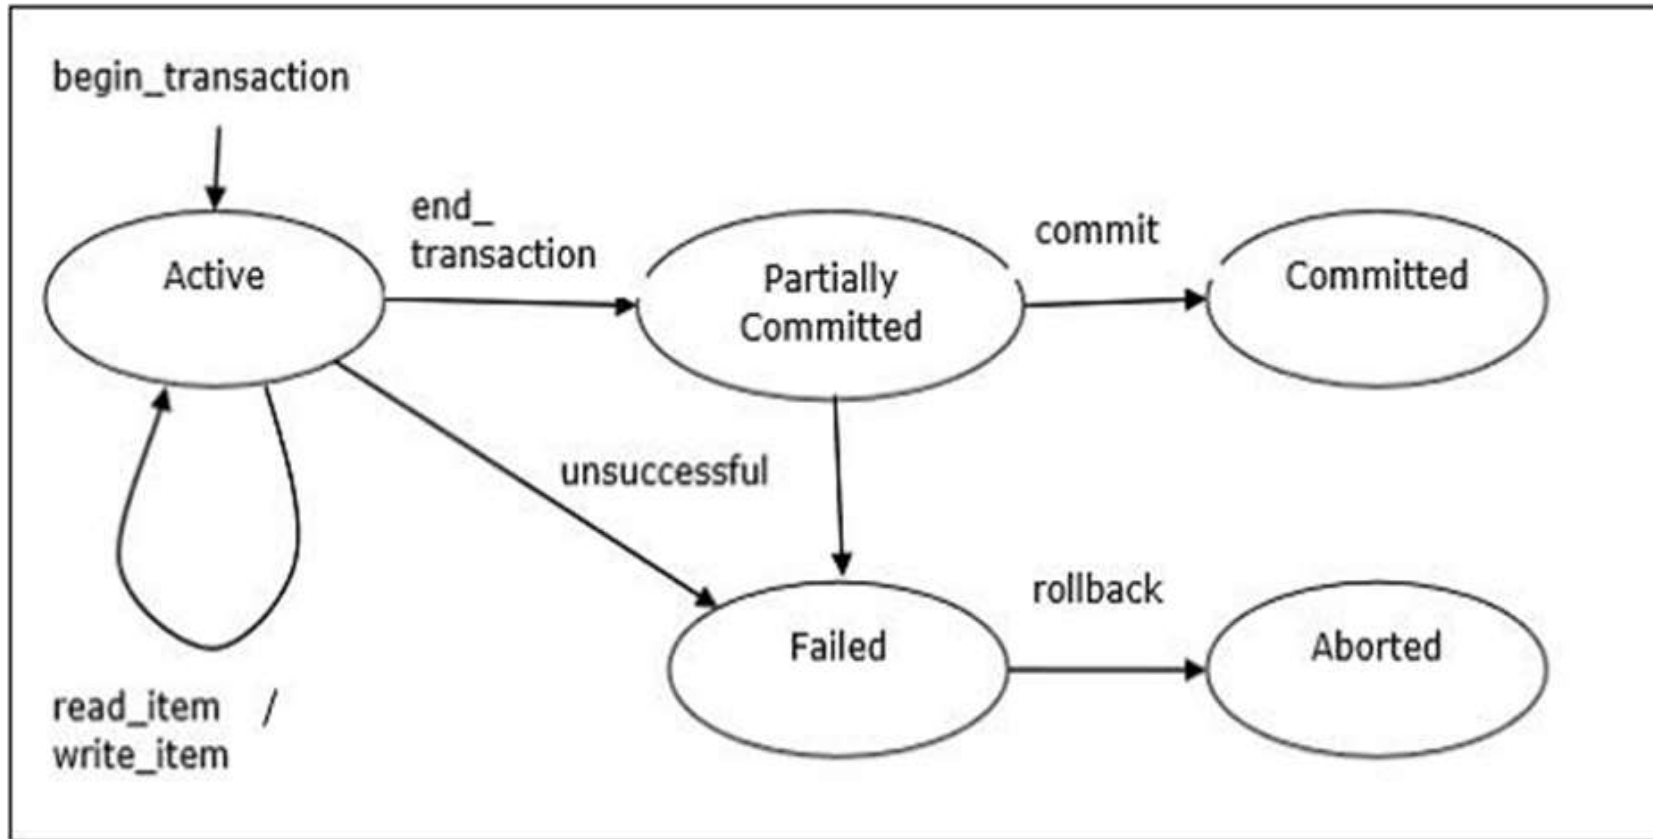 begin_transaction
Active
end_
transaction
Partially
Committed
commit
Committed
unsuccessful
Failed
rollback
Aborted
read_item /
write_item